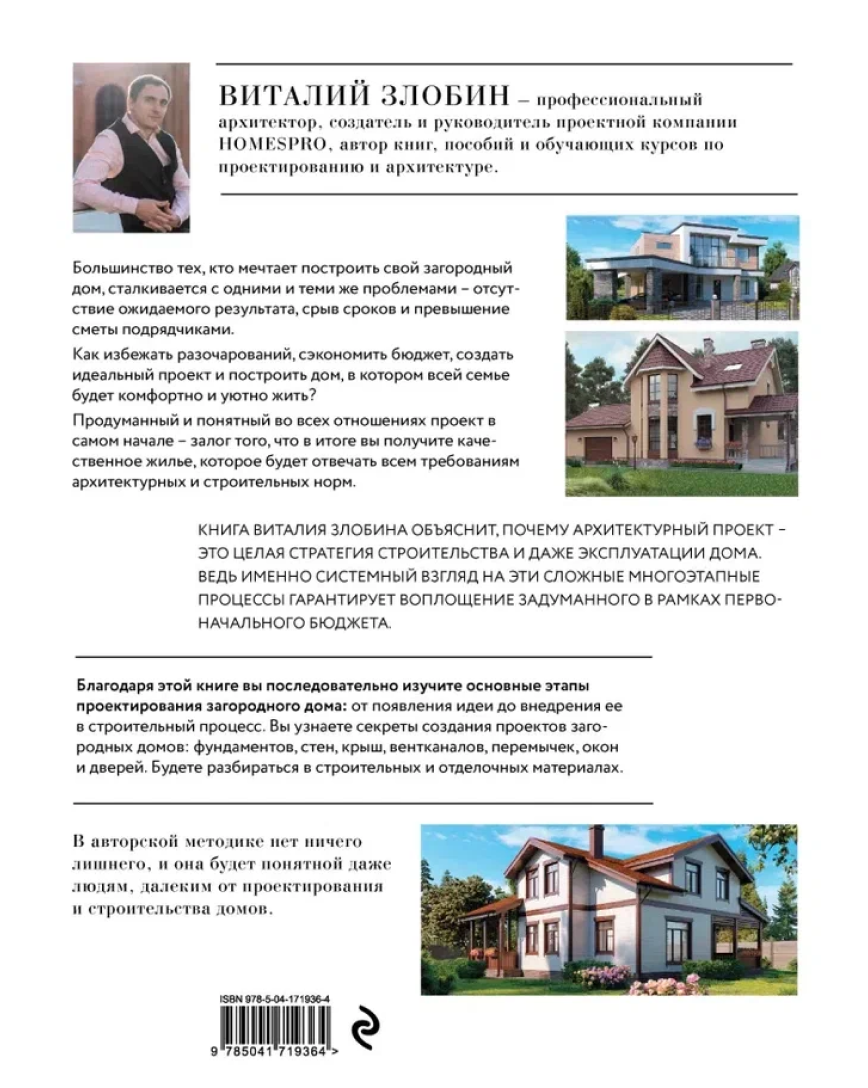 ВИТАЛИЙ ЗЛОБИН – профессиональный
архитектор, создатель и руководитель проектной компании
HOMESPRO, автор книг, пособий и обучающих курсов по
проектированию и архитектуре.
Большинство тех, кто мечтает построить свой загородный
дом, сталкивается с одними и теми же проблемами – отсут-
ствие ожидаемого результата, срыв сроков и превышение
сметы подрядчиками.
Как избежать разочарований, сэкономить бюджет, создать
идеальный проект и построить дом, в котором всей семье
будет комфортно и уютно жить?
Продуманный и понятный во всех отношениях проект в
самом начале – залог того, что в итоге вы получите каче-
ственное жилье, которое будет отвечать всем требованиям
архитектурных и строительных норм.
КНИГА ВИТАЛИЯ ЗЛОБИНА ОБЪЯСНИТ, ПОЧЕМУ АРХИТЕКТУРНЫЙ ПРОЕКТ –
ЭТО ЦЕЛАЯ СТРАТЕГИЯ СТРОИТЕЛЬСТВА И ДАЖЕ ЭКСПЛУАТАЦИИ ДОМА.
ВЕДЬ ИМЕННО СИСТЕМНЫЙ ВЗГЛЯД НА ЭТИ СЛОЖНЫЕ МНОГОЭТАПНЫЕ
ПРОЦЕССЫ ГАРАНТИРУЕТ ВОПЛОЩЕНИЕ ЗАДУМАННОГО В РАМКАХ ПЕРВО-
НАЧАЛЬНОГО БЮДЖЕТА.
Благодаря этой книге вы последовательно изучите основные этапы
проектирования загородного дома: от появления идеи до внедрения ее
в строительный процесс. Вы узнаете секреты создания проектов заго-
родных домов: фундаментов, стен, крыш, вентканалов, перемычек, окон
и дверей. Будете разбираться в строительных и отделочных материалах.
В авторской методике нет ничего
лишнего, и она будет понятной даже
людям, далеким от проектирования
и строительства домов.
ISBN 978-5-04-171936-4
9 785041 719364 >